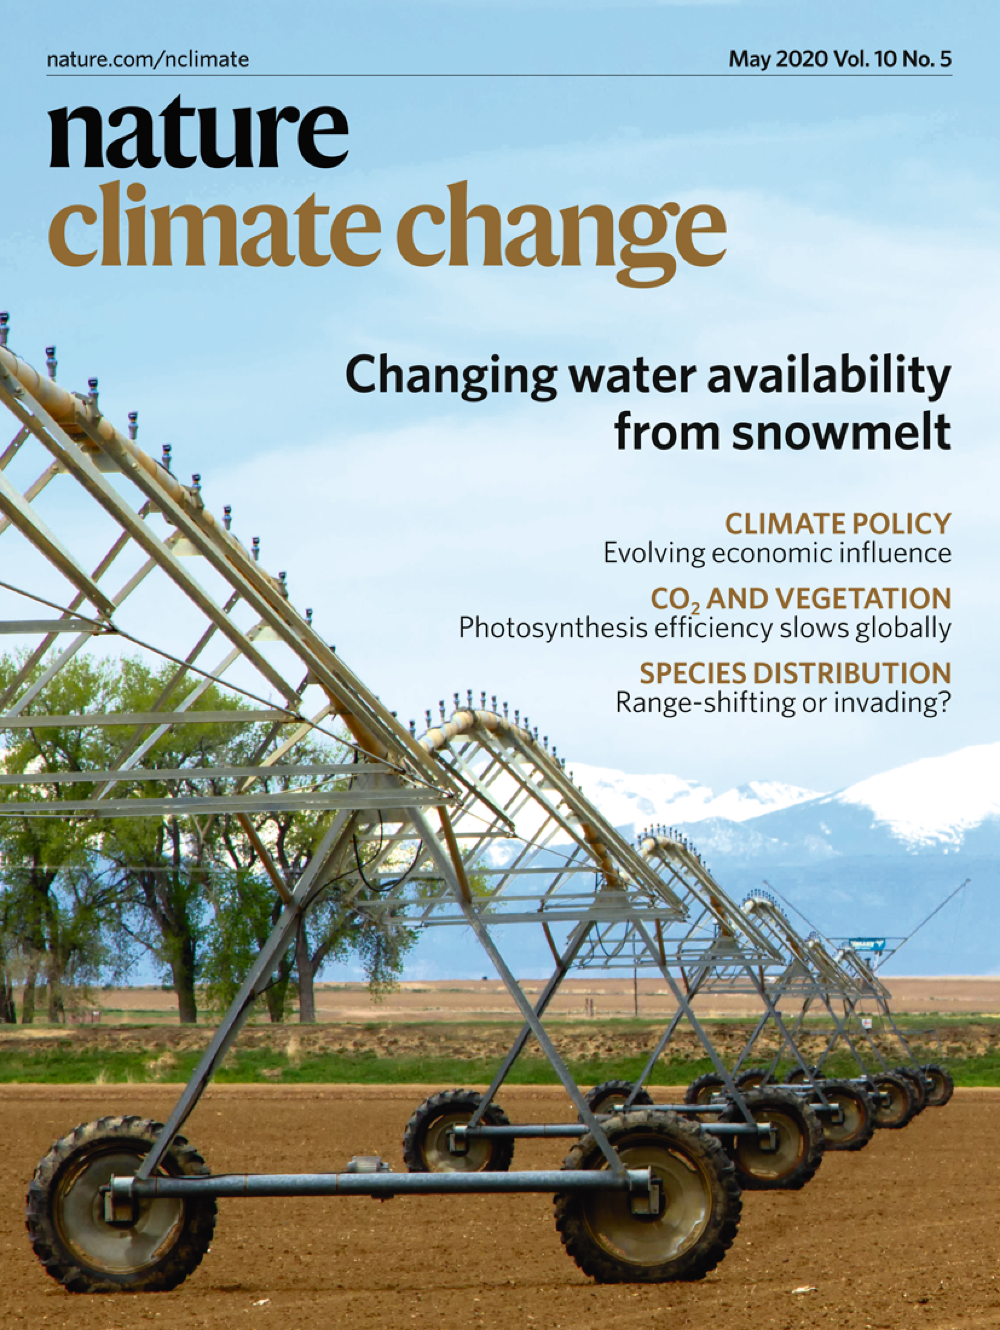 nature.com/nclimate
May 2020 Vol. 10 No. 5
nature
climate change
Changing water availability
from snowmelt
CLIMATE POLICY
Evolving economic influence
CO₂ AND VEGETATION
Photosynthesis efficiency slows globally
SPECIES DISTRIBUTION
Range-shifting or invading?